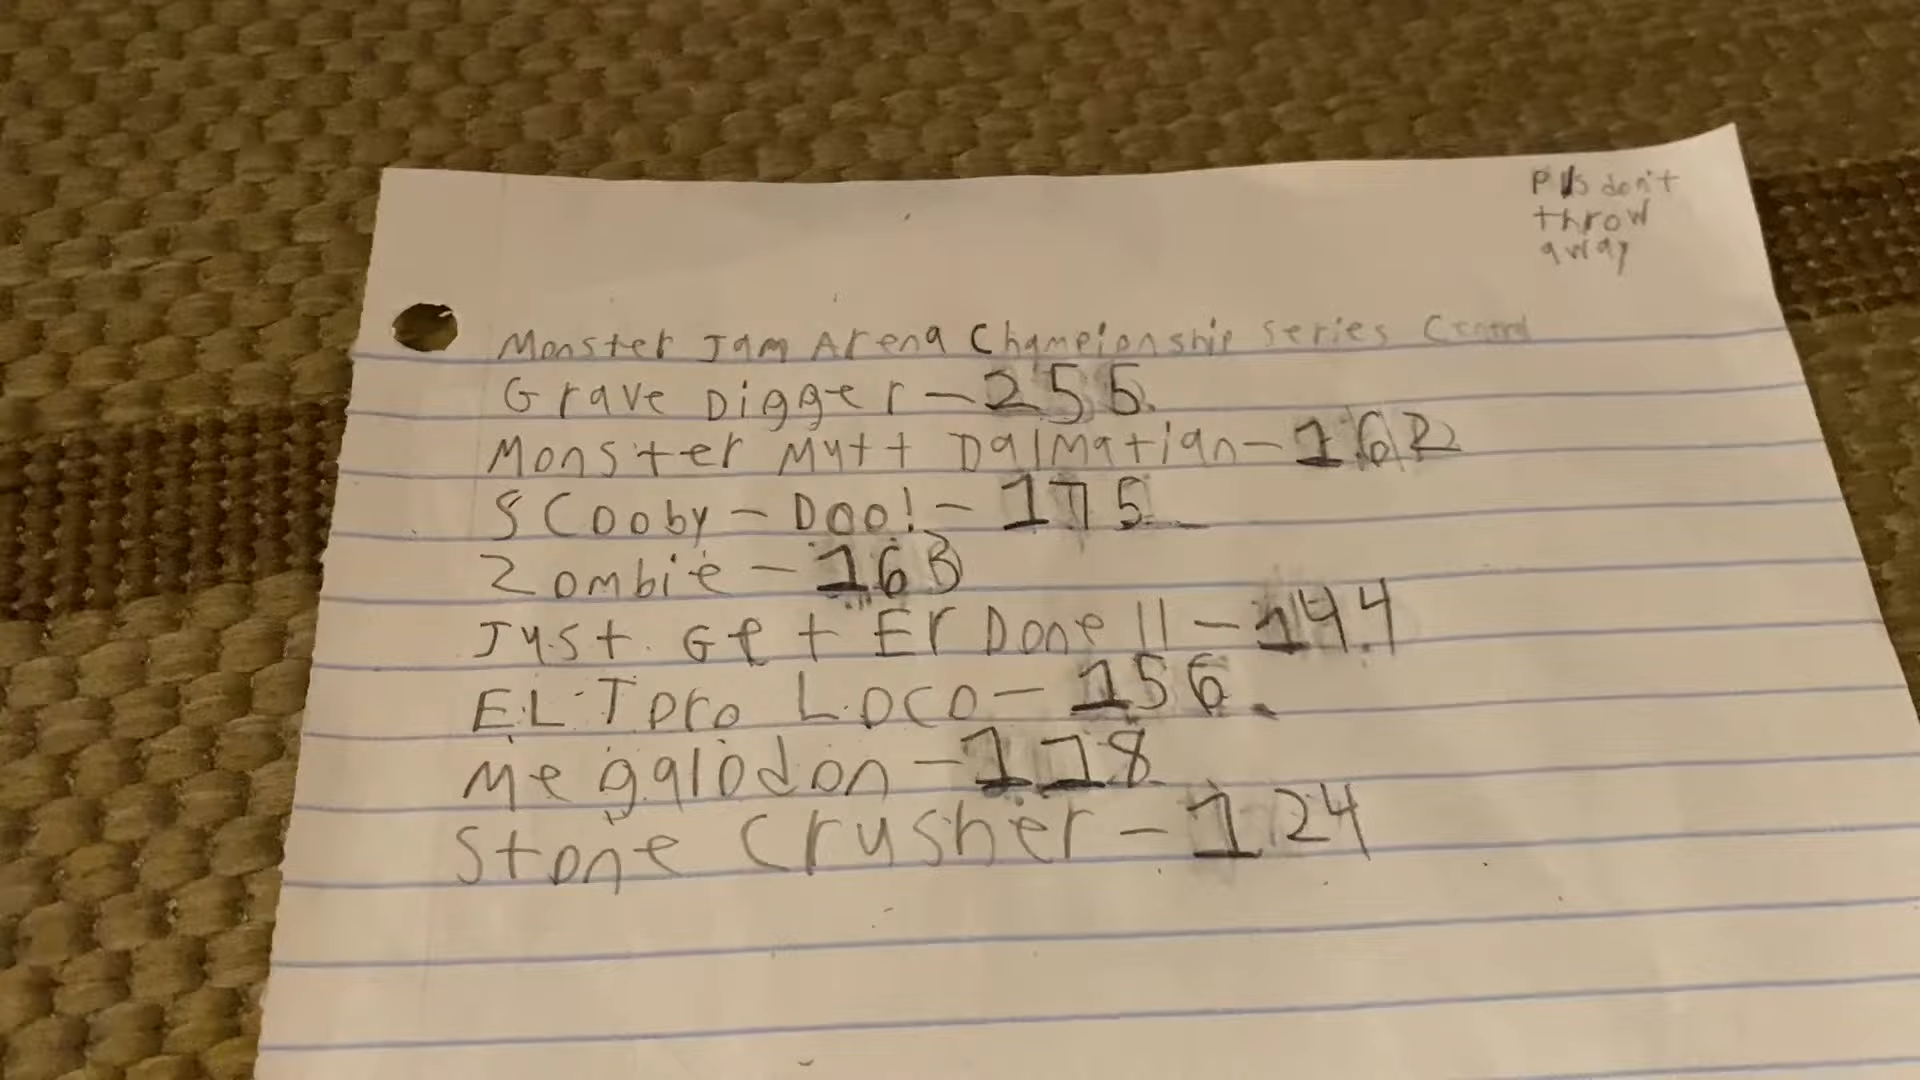 Pls don't
throw
away
Monster Jam Arena Championship Series Central
Grave Digger - 255
Monster Mutt Dalmatian - 162
Scooby - Doo! - 175
Zombie - 163
Just Get Er Done !! - 144
EL Toro Loco - 156
Megalodon - 118
Stone Crusher - 124